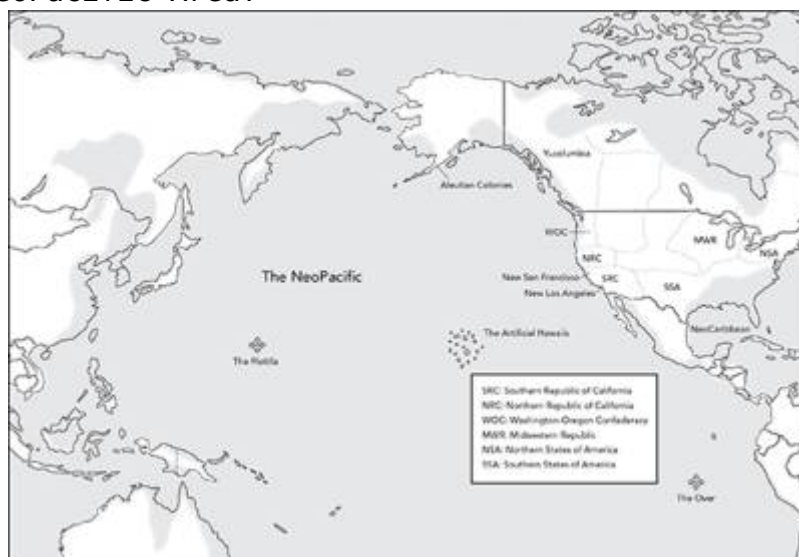 Yucolumbia
Aleutian Colonies
WOC
MWR
NSA
NRC
The NeoPacific
New San Francisco
SRC
SSA
New Los Angeles
NeoCaribbean
The Artificial Hawaiis
The Flotilla
SRC: Southern Republic of California
NRC: Northern Republic of California
WOC: Washington-Oregon Confederacy
MWR: Midwestern Republic
NSA: Northern States of America
SSA: Southern States of America
The Over